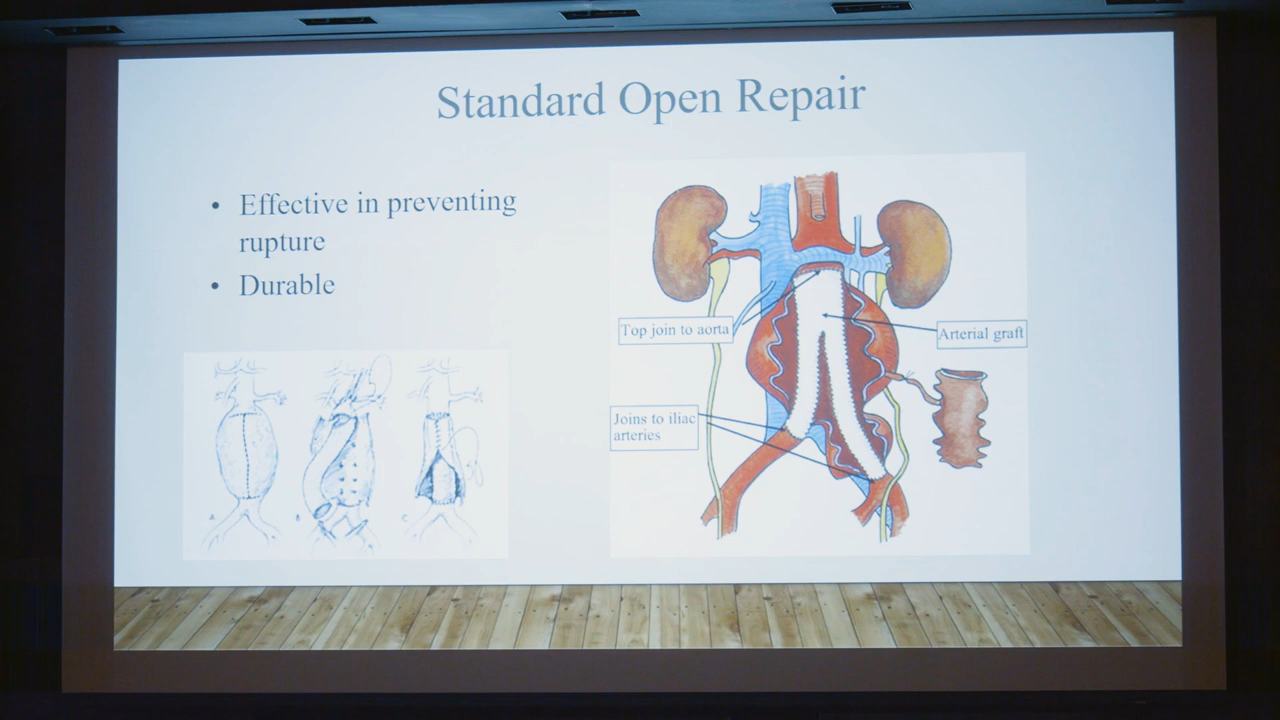 Standard Open Repair
• Effective in preventing
rupture
• Durable
Top join to aorta
Arterial graft
Joins to iliac
arteries
A
B
C